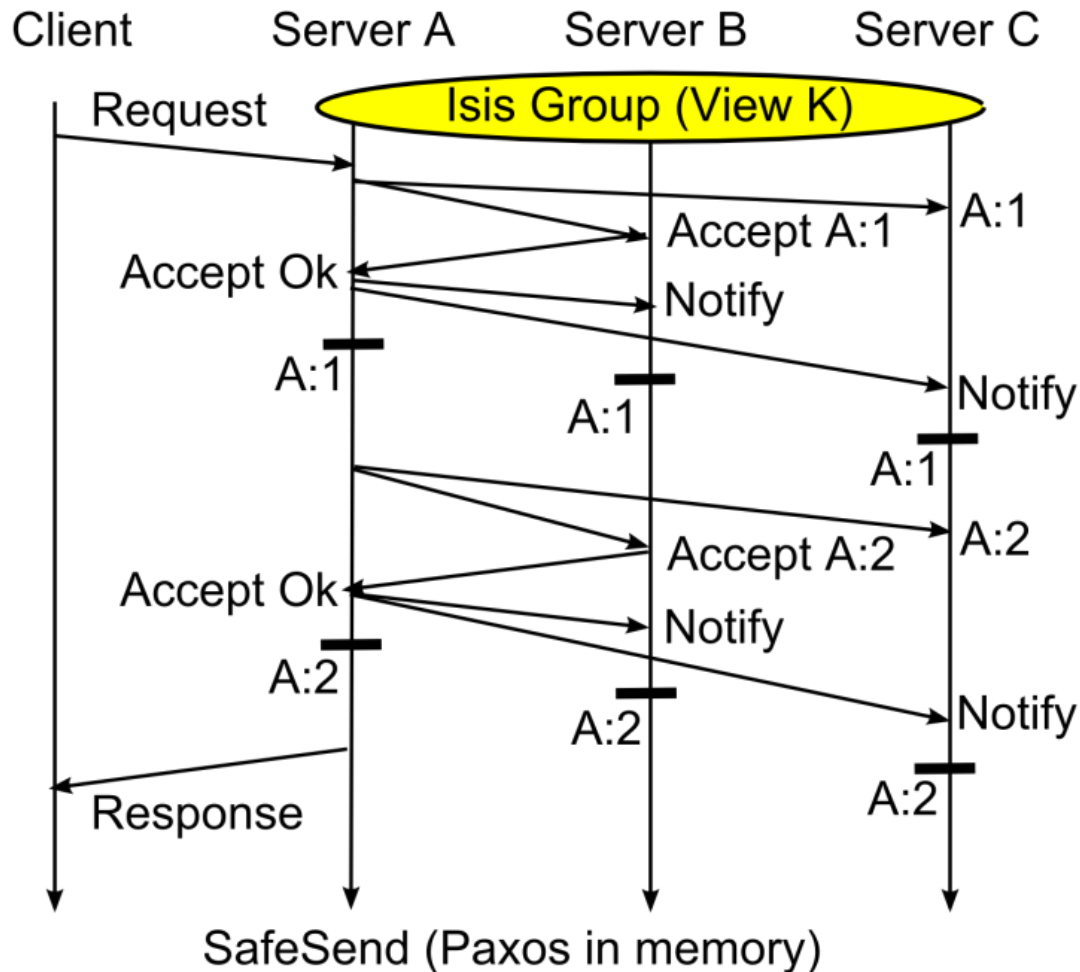 Client
Server A
Server B
Server C
Isis Group (View K)
Request
A:1
Accept A:1
Accept Ok
Notify
A:1
A:1
Notify
A:1
A:2
Accept A:2
Accept Ok
Notify
A:2
A:2
Notify
A:2
Response
SafeSend (Paxos in memory)